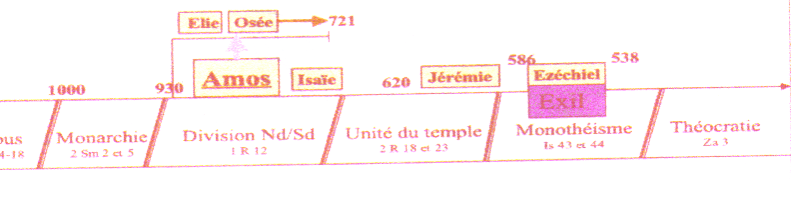 Elie Osée 721
1000 930 Amos Isaïe 620 Jérémie 586 Ezéchiel 538
Exil
Monarchie Division Nd/Sd Unité du temple Monothéisme Théocratie
4-18 2 Sm 2 et 5 1 R 12 2 R 18 et 23 Is 43 et 44 Za 3